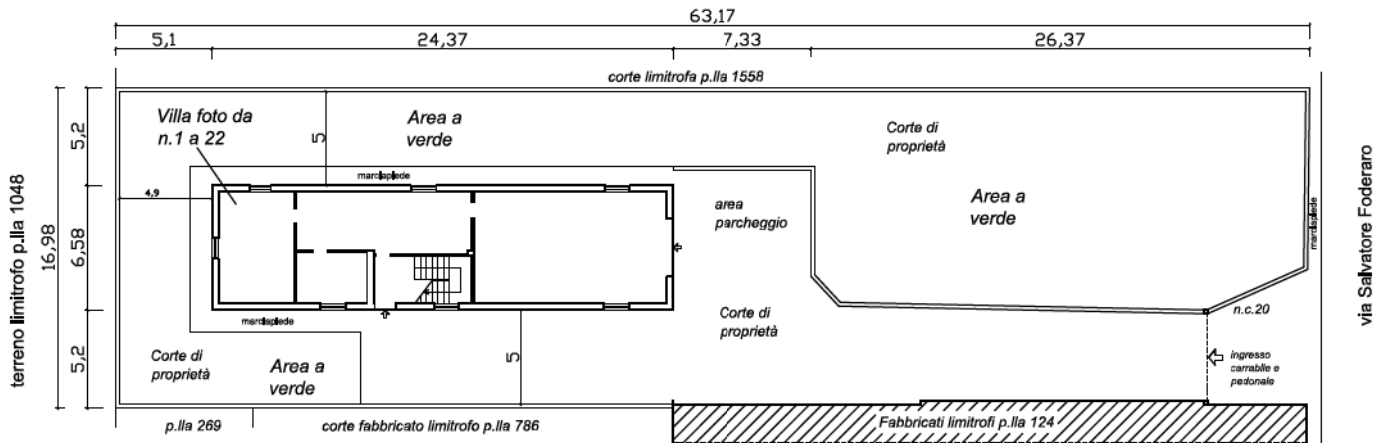 63,17
5,1
24,37
7,33
26,37
corte limitrofa p.lla 1558
terreno limitrofo p.lla 1048
16,98
5,2
6,58
5,2
Villa foto da
n.1 a 22
5
Area a
verde
Corte di
proprietà
marciapiede
4,9
area
parcheggio
Area a
verde
marciapiede
via Salvatore Foderaro
Corte di
proprietà
n.c.20
marciapiede
Corte di
proprietà
Area a
verde
5
ingresso
carrabile e
pedonale
p.lla 269
corte fabbricato limitrofo p.lla 786
Fabbricati limitrofi p.lla 124